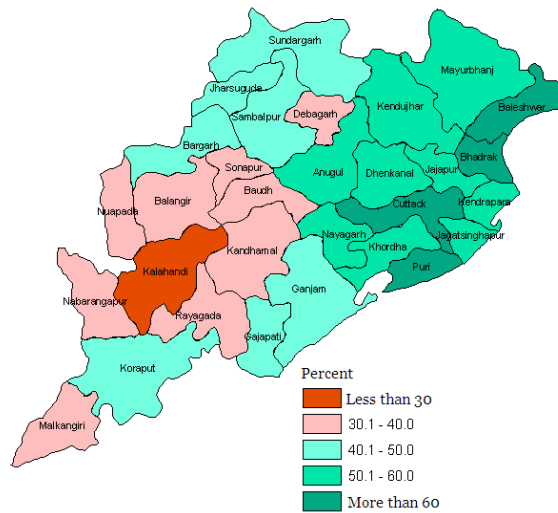 Sundargarh
Mayurbhanj
Jharsuguda
Kendujhar
Baleshwar
Debagarh
Sambalpur
Bargarh
Bhadrak
Sonapur
Anugul
Dhenkanal
Jajapur
Baudh
Balangir
Nuapada
Cuttack
Kendrapara
Jagatsinghapur
Nayagarh
Khordha
Kandhamal
Puri
Kalahandi
Ganjam
Nabarangapur
Rayagada
Gajapati
Koraput
Malkangiri
Percent
Less than 30
30.1 - 40.0
40.1 - 50.0
50.1 - 60.0
More than 60